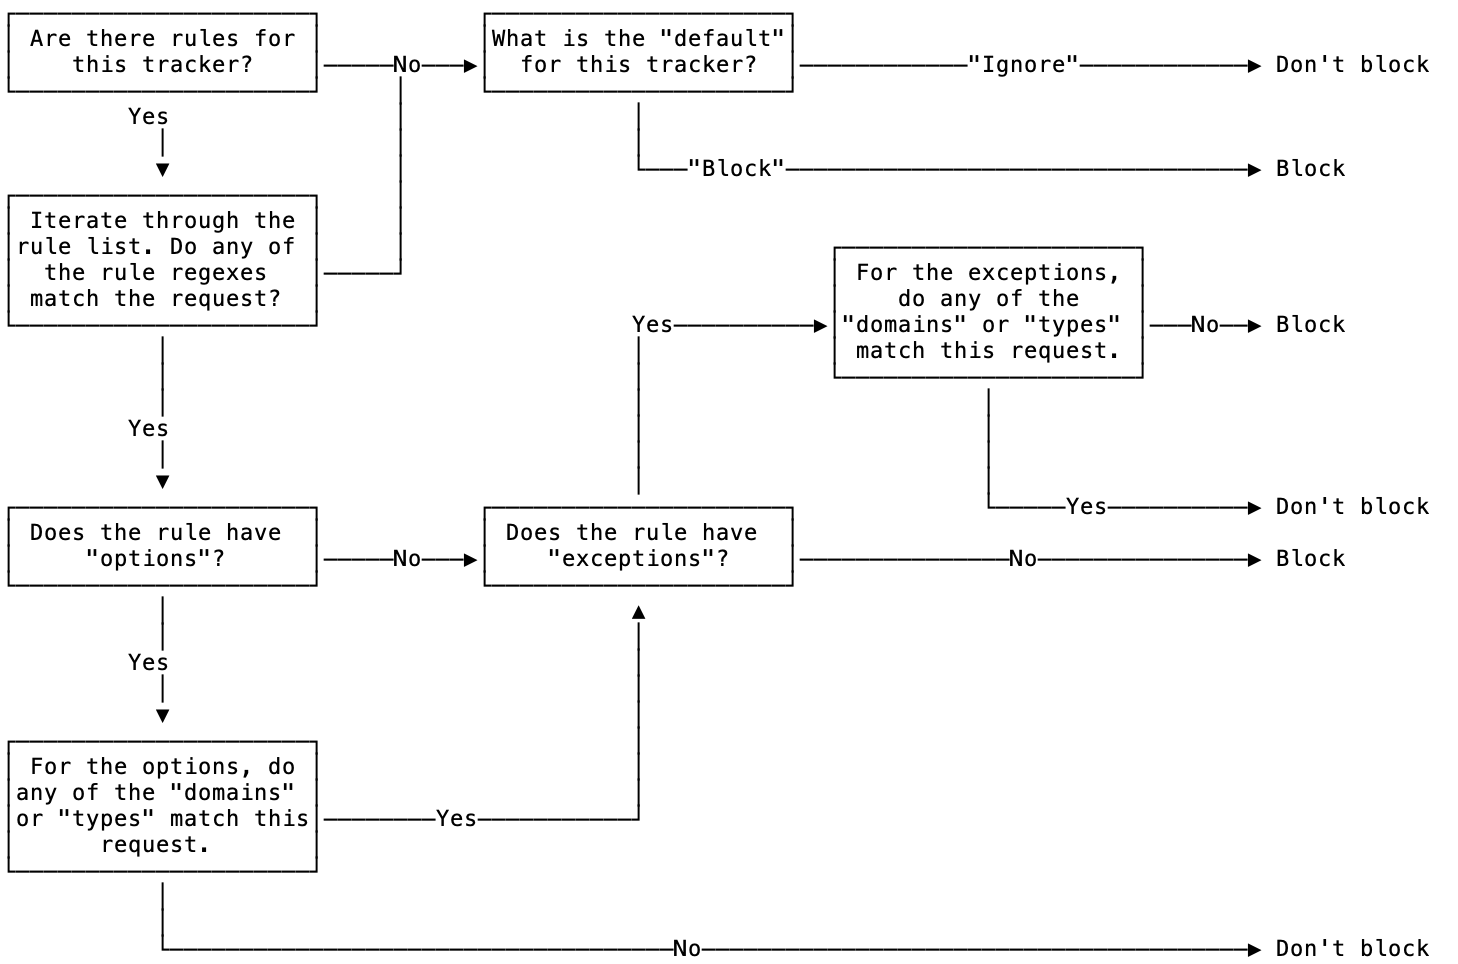 Are there rules for
this tracker?
No
What is the "default"
for this tracker?
"Ignore"
Don't block
Yes
"Block"
Block
Iterate through the
rule list. Do any of
the rule regexes
match the request?
For the exceptions,
do any of the
"domains" or "types"
match this request.
Yes
No
Block
Yes
Yes
Don't block
Does the rule have
"options"?
No
Does the rule have
"exceptions"?
No
Block
Yes
For the options, do
any of the "domains"
or "types" match this
request.
Yes
No
Don't block